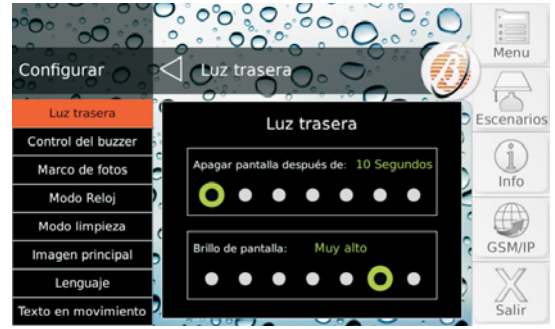 Configurar
Luz trasera
Menu
Escenarios
Info
GSM/IP
Salir
Luz trasera
Control del buzzer
Marco de fotos
Modo Reloj
Modo limpieza
Imagen principal
Lenguaje
Texto en movimiento
Luz trasera
Apagar pantalla después de: 10 Segundos
Brillo de pantalla: Muy alto